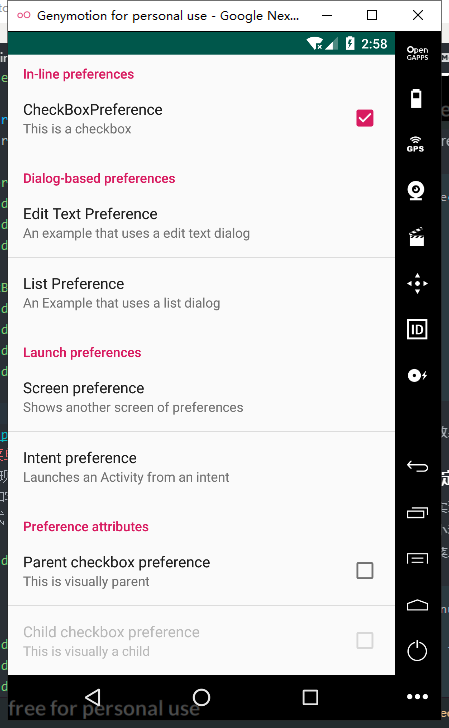 Genymotion for personal use - Google Nex...
2:58
Open
GAPPS
In-line preferences
CheckBoxPreference
This is a checkbox
GPS
Dialog-based preferences
Edit Text Preference
An example that uses a edit text dialog
List Preference
An Example that uses a list dialog
ID
Launch preferences
Screen preference
Shows another screen of preferences
Intent preference
Launches an Activity from an intent
Preference attributes
Parent checkbox preference
This is visually parent
Child checkbox preference
This is visually a child
free for personal use